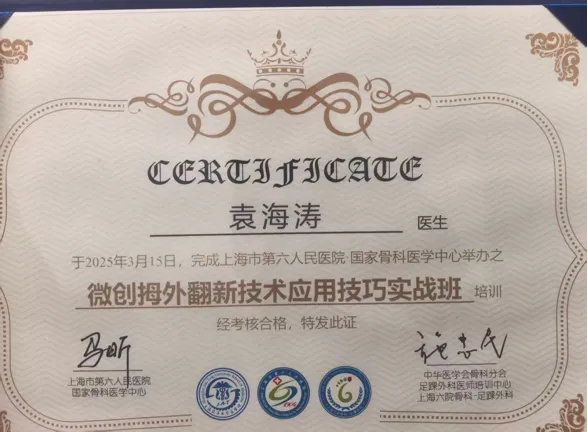 CERTIFICATE
袁海涛 医生
于2025年3月15日，完成上海市第六人民医院 国家骨科医学中心举办之
微创拇外翻新技术应用技巧实战班 培训
经考核合格，特发此证
马昕
上海市第六人民医院
国家骨科医学中心
施忠民
中华医学会骨科分会
足踝外科医师培训中心
上海六院骨科-足踝外科